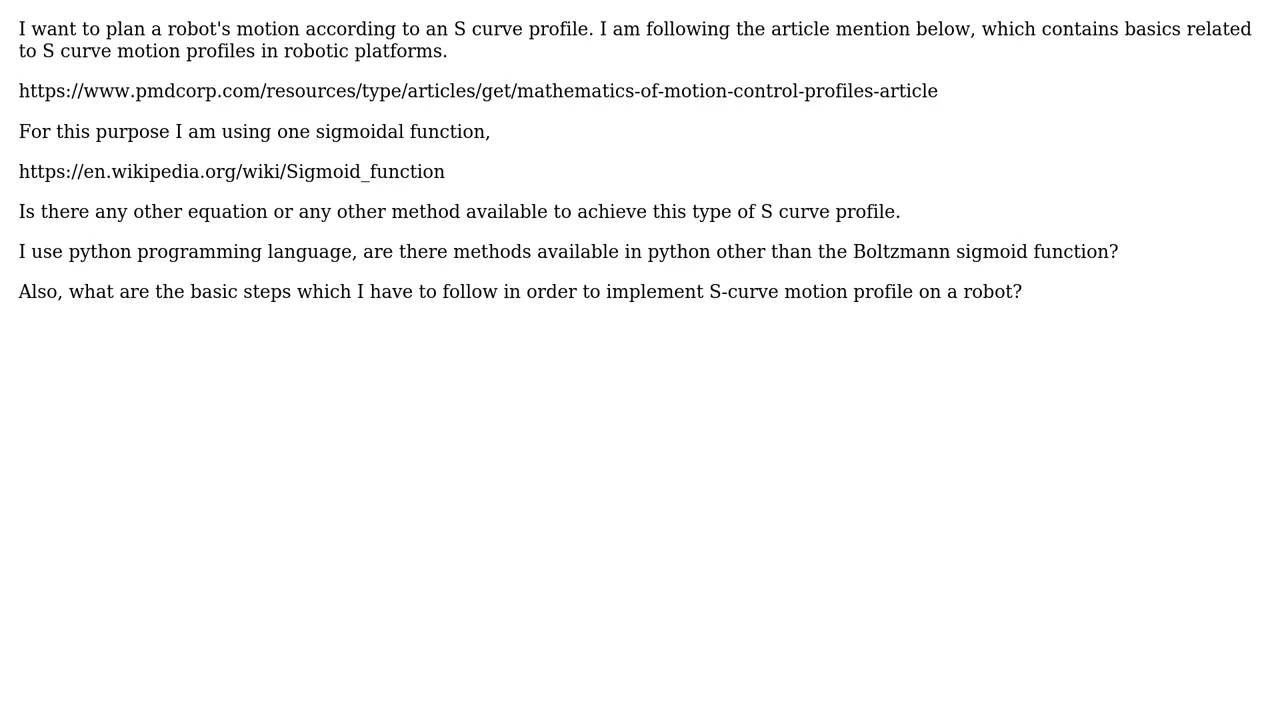 I want to plan a robot's motion according to an S curve profile. I am following the article mention below, which contains basics related
to S curve motion profiles in robotic platforms.
https://www.pmdcorp.com/resources/type/articles/get/mathematics-of-motion-control-profiles-article
For this purpose I am using one sigmoidal function,
https://en.wikipedia.org/wiki/Sigmoid_function
Is there any other equation or any other method available to achieve this type of S curve profile.
I use python programming language, are there methods available in python other than the Boltzmann sigmoid function?
Also, what are the basic steps which I have to follow in order to implement S-curve motion profile on a robot?